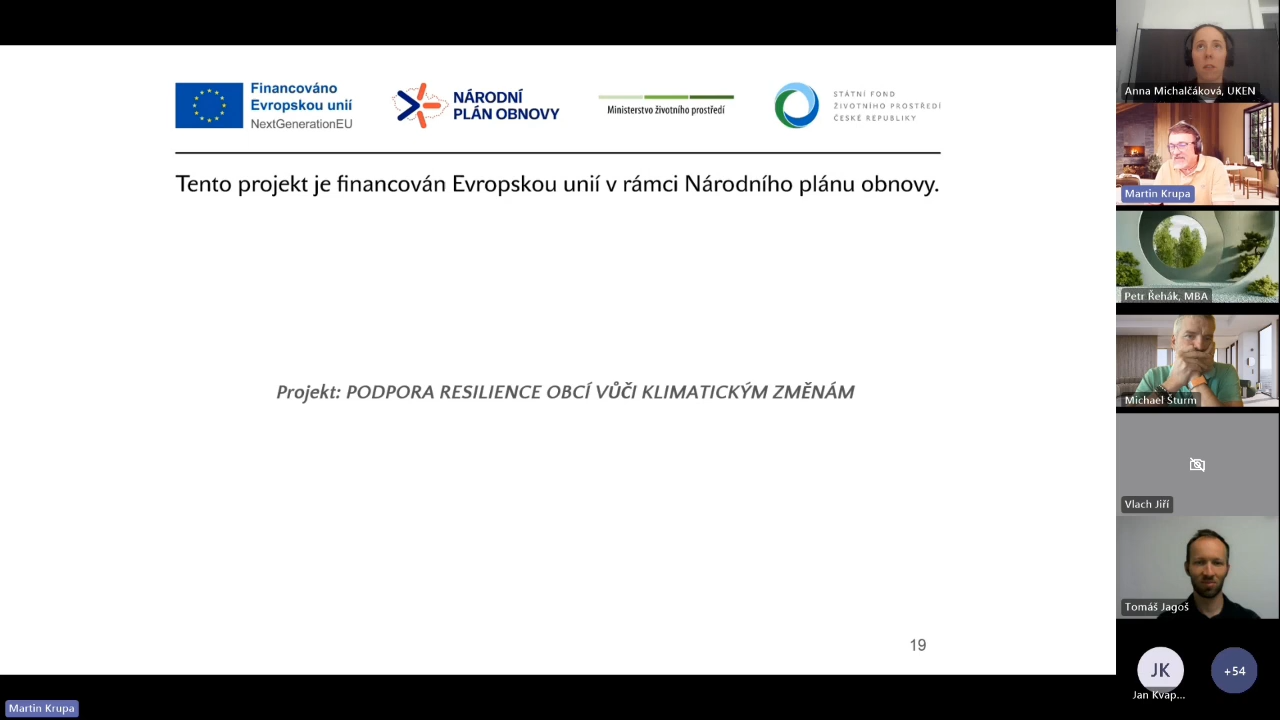 Financováno
Evropskou unií
NextGenerationEU
NÁRODNÍ
PLÁN OBNOVY
Ministerstvo životního prostředí
STÁTNÍ FOND
ŽIVOTNÍHO PROSTŘEDÍ
ČESKÉ REPUBLIKY
Tento projekt je financován Evropskou unií v rámci Národního plánu obnovy.
Projekt: PODPORA RESILIENCE OBCÍ VŮČI KLIMATICKÝM ZMĚNÁM
19
Martin Krupa
Anna Michalčáková, UKEN
Martin Krupa
Petr Řehák, MBA
Michael Šturm
Vlach Jiří
Tomáš Jagoš
JK
Jan Kvap...
+54